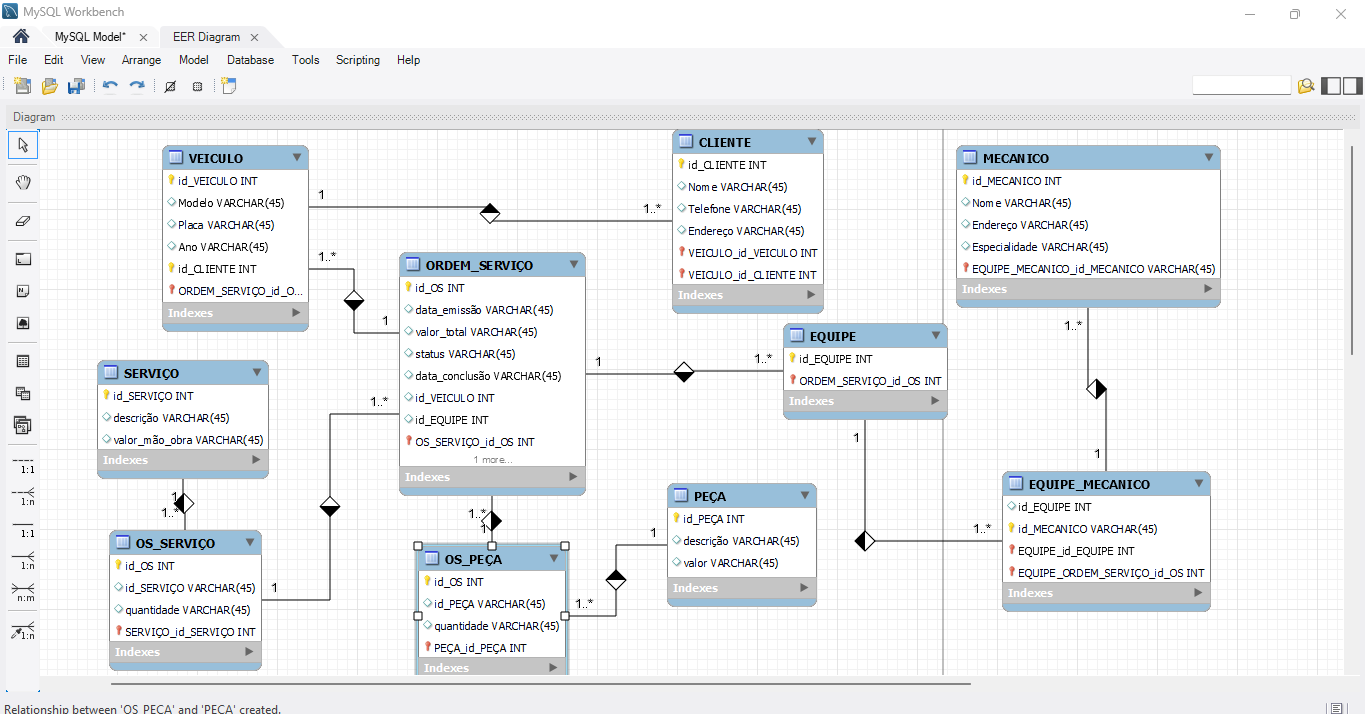 MySQL Workbench
MySQL Model*
EER Diagram
File Edit View Arrange Model Database Tools Scripting Help
Diagram
1:1
1:n
1:1
1:n
n:m
1:n
VEICULO
id_VEICULO INT
Modelo VARCHAR(45)
Placa VARCHAR(45)
Ano VARCHAR(45)
id_CLIENTE INT
ORDEM_SERVIÇO_id_O...
Indexes
1
1..*
1..*
1
CLIENTE
id_CLIENTE INT
Nome VARCHAR(45)
Telefone VARCHAR(45)
Endereço VARCHAR(45)
VEICULO_id_VEICULO INT
VEICULO_id_CLIENTE INT
Indexes
MECANICO
id_MECANICO INT
Nome VARCHAR(45)
Endereço VARCHAR(45)
Especialidade VARCHAR(45)
EQUIPE_MECANICO_id_MECANICO VARCHAR(45)
Indexes
ORDEM_SERVIÇO
id_OS INT
data_emissão VARCHAR(45)
valor_total VARCHAR(45)
status VARCHAR(45)
data_conclusão VARCHAR(45)
id_VEICULO INT
id_EQUIPE INT
OS_SERVIÇO_id_OS INT
1 more...
Indexes
1
1..*
EQUIPE
id_EQUIPE INT
ORDEM_SERVIÇO_id_OS INT
Indexes
1..*
1
1
1..*
SERVIÇO
id_SERVIÇO INT
descrição VARCHAR(45)
valor_mão_obra VARCHAR(45)
Indexes
1..*
1
1
1..*
OS_SERVIÇO
id_OS INT
id_SERVIÇO VARCHAR(45)
quantidade VARCHAR(45)
SERVIÇO_id_SERVIÇO INT
Indexes
1..*
1
OS_PEÇA
id_OS INT
id_PEÇA VARCHAR(45)
quantidade VARCHAR(45)
PEÇA_id_PEÇA INT
Indexes
1
1..*
PEÇA
id_PEÇA INT
descrição VARCHAR(45)
valor VARCHAR(45)
Indexes
EQUIPE_MECANICO
id_EQUIPE INT
id_MECANICO VARCHAR(45)
EQUIPE_id_EQUIPE INT
EQUIPE_ORDEM_SERVIÇO_id_OS INT
Indexes
Relationship between 'OS_PEÇA' and 'PEÇA' created.